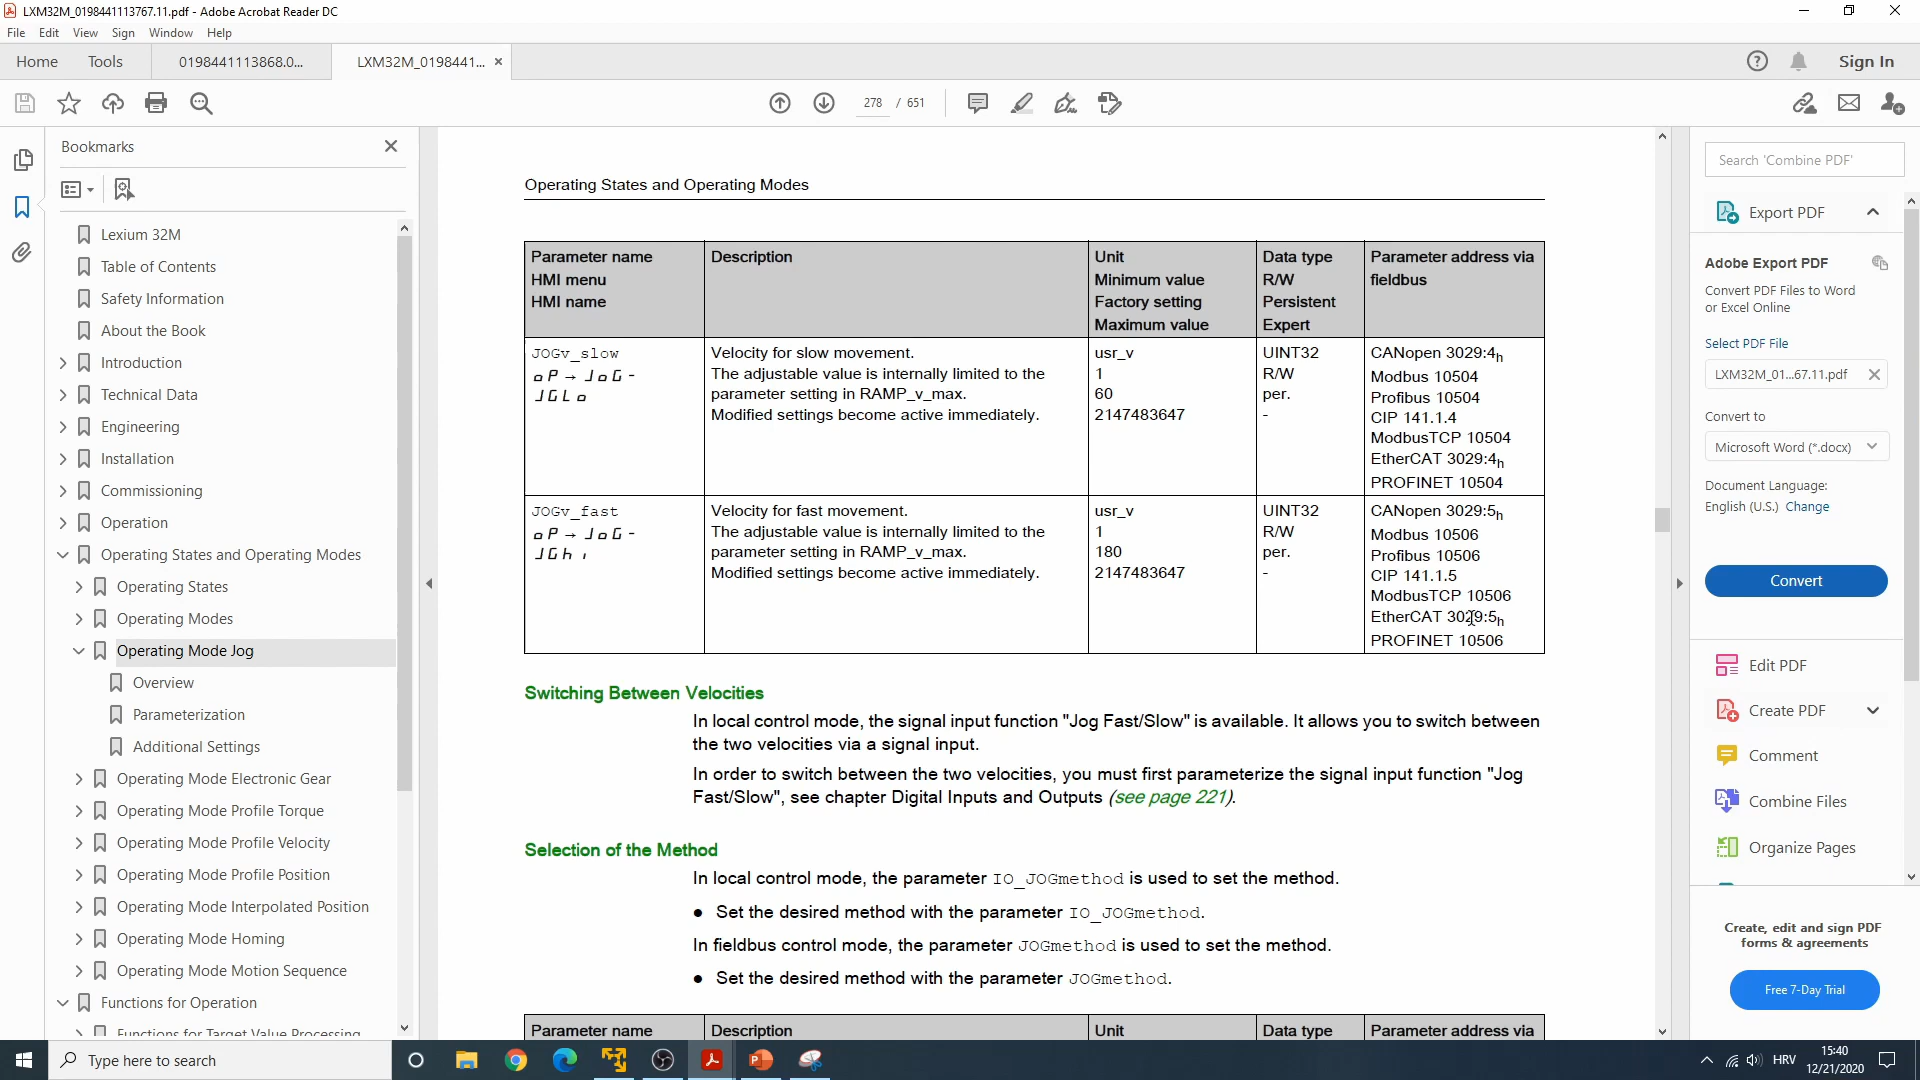 LXM32M_0198441113767.11.pdf - Adobe Acrobat Reader DC
File Edit View Sign Window Help
Home Tools 0198441113868.0... LXM32M_0198441... × Sign In
278 / 651
Bookmarks
Lexium 32M
Table of Contents
Safety Information
About the Book
Introduction
Technical Data
Engineering
Installation
Commissioning
Operation
Operating States and Operating Modes
Operating States
Operating Modes
Operating Mode Jog
Overview
Parameterization
Additional Settings
Operating Mode Electronic Gear
Operating Mode Profile Torque
Operating Mode Profile Velocity
Operating Mode Profile Position
Operating Mode Interpolated Position
Operating Mode Homing
Operating Mode Motion Sequence
Functions for Operation
Functions for Target Value Processing
Operating States and Operating Modes
Parameter name
HMI menu
HMI name
Description
Unit
Minimum value
Factory setting
Maximum value
Data type
R/W
Persistent
Expert
Parameter address via
fieldbus
JOGv_slow
oP → JoG -
JGLo
Velocity for slow movement.
The adjustable value is internally limited to the
parameter setting in RAMP_v_max.
Modified settings become active immediately.
usr_v
1
60
2147483647
UINT32
R/W
per.
-
CANopen 3029:4h
Modbus 10504
Profibus 10504
CIP 141.1.4
ModbusTCP 10504
EtherCAT 3029:4h
PROFINET 10504
JOGv_fast
oP → JoG -
JGhi
Velocity for fast movement.
The adjustable value is internally limited to the
parameter setting in RAMP_v_max.
Modified settings become active immediately.
usr_v
1
180
2147483647
UINT32
R/W
per.
-
CANopen 3029:5h
Modbus 10506
Profibus 10506
CIP 141.1.5
ModbusTCP 10506
EtherCAT 3029:5h
PROFINET 10506
Switching Between Velocities
In local control mode, the signal input function "Jog Fast/Slow" is available. It allows you to switch between
the two velocities via a signal input.
In order to switch between the two velocities, you must first parameterize the signal input function "Jog
Fast/Slow", see chapter Digital Inputs and Outputs (see page 221).
Selection of the Method
In local control mode, the parameter IO_JOGmethod is used to set the method.
● Set the desired method with the parameter IO_JOGmethod.
In fieldbus control mode, the parameter JOGmethod is used to set the method.
● Set the desired method with the parameter JOGmethod.
Parameter name Description Unit Data type Parameter address via
Search 'Combine PDF'
Export PDF
Adobe Export PDF
Convert PDF Files to Word
or Excel Online
Select PDF File
LXM32M_01...67.11.pdf
Convert to
Microsoft Word (*.docx)
Document Language:
English (U.S.) Change
Convert
Edit PDF
Create PDF
Comment
Combine Files
Organize Pages
Create, edit and sign PDF
forms & agreements
Free 7-Day Trial
Type here to search
HRV
15:40
12/21/2020